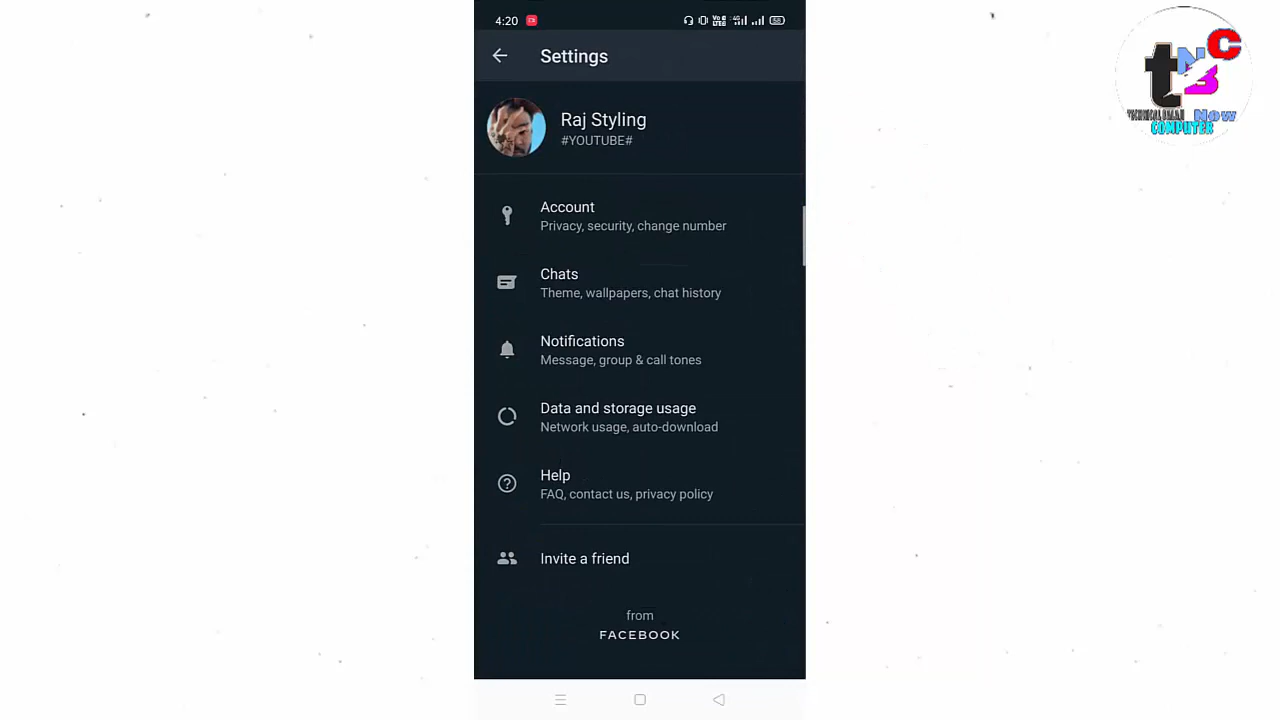 4:20
Settings
Raj Styling
#YOUTUBE#
Account
Privacy, security, change number
Chats
Theme, wallpapers, chat history
Notifications
Message, group & call tones
Data and storage usage
Network usage, auto-download
Help
FAQ, contact us, privacy policy
Invite a friend
from
FACEBOOK
tNCB
Now
COMPUTER